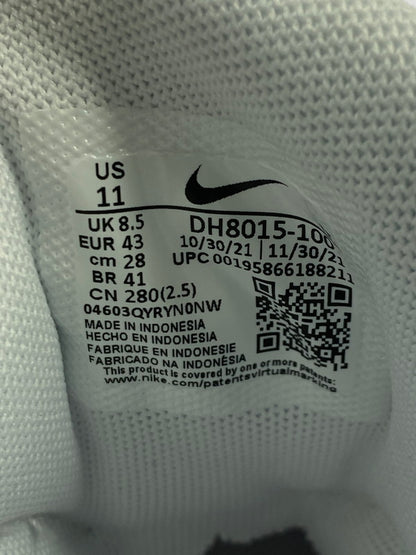 US
11
UK 8.5
EUR 43
cm 28
BR 41
CN 280(2.5)
04603QYRYN0NW
DH8015-100
10/30/21 | 11/30/21
UPC 00195866188211
MADE IN INDONESIA
HECHO EN INDONESIA
FABRIQUE EN INDONESIE
FABRICADO NA INDONÉSIA
This product is covered by one or more patents:
www.nike.com/patentsvirtualmarking